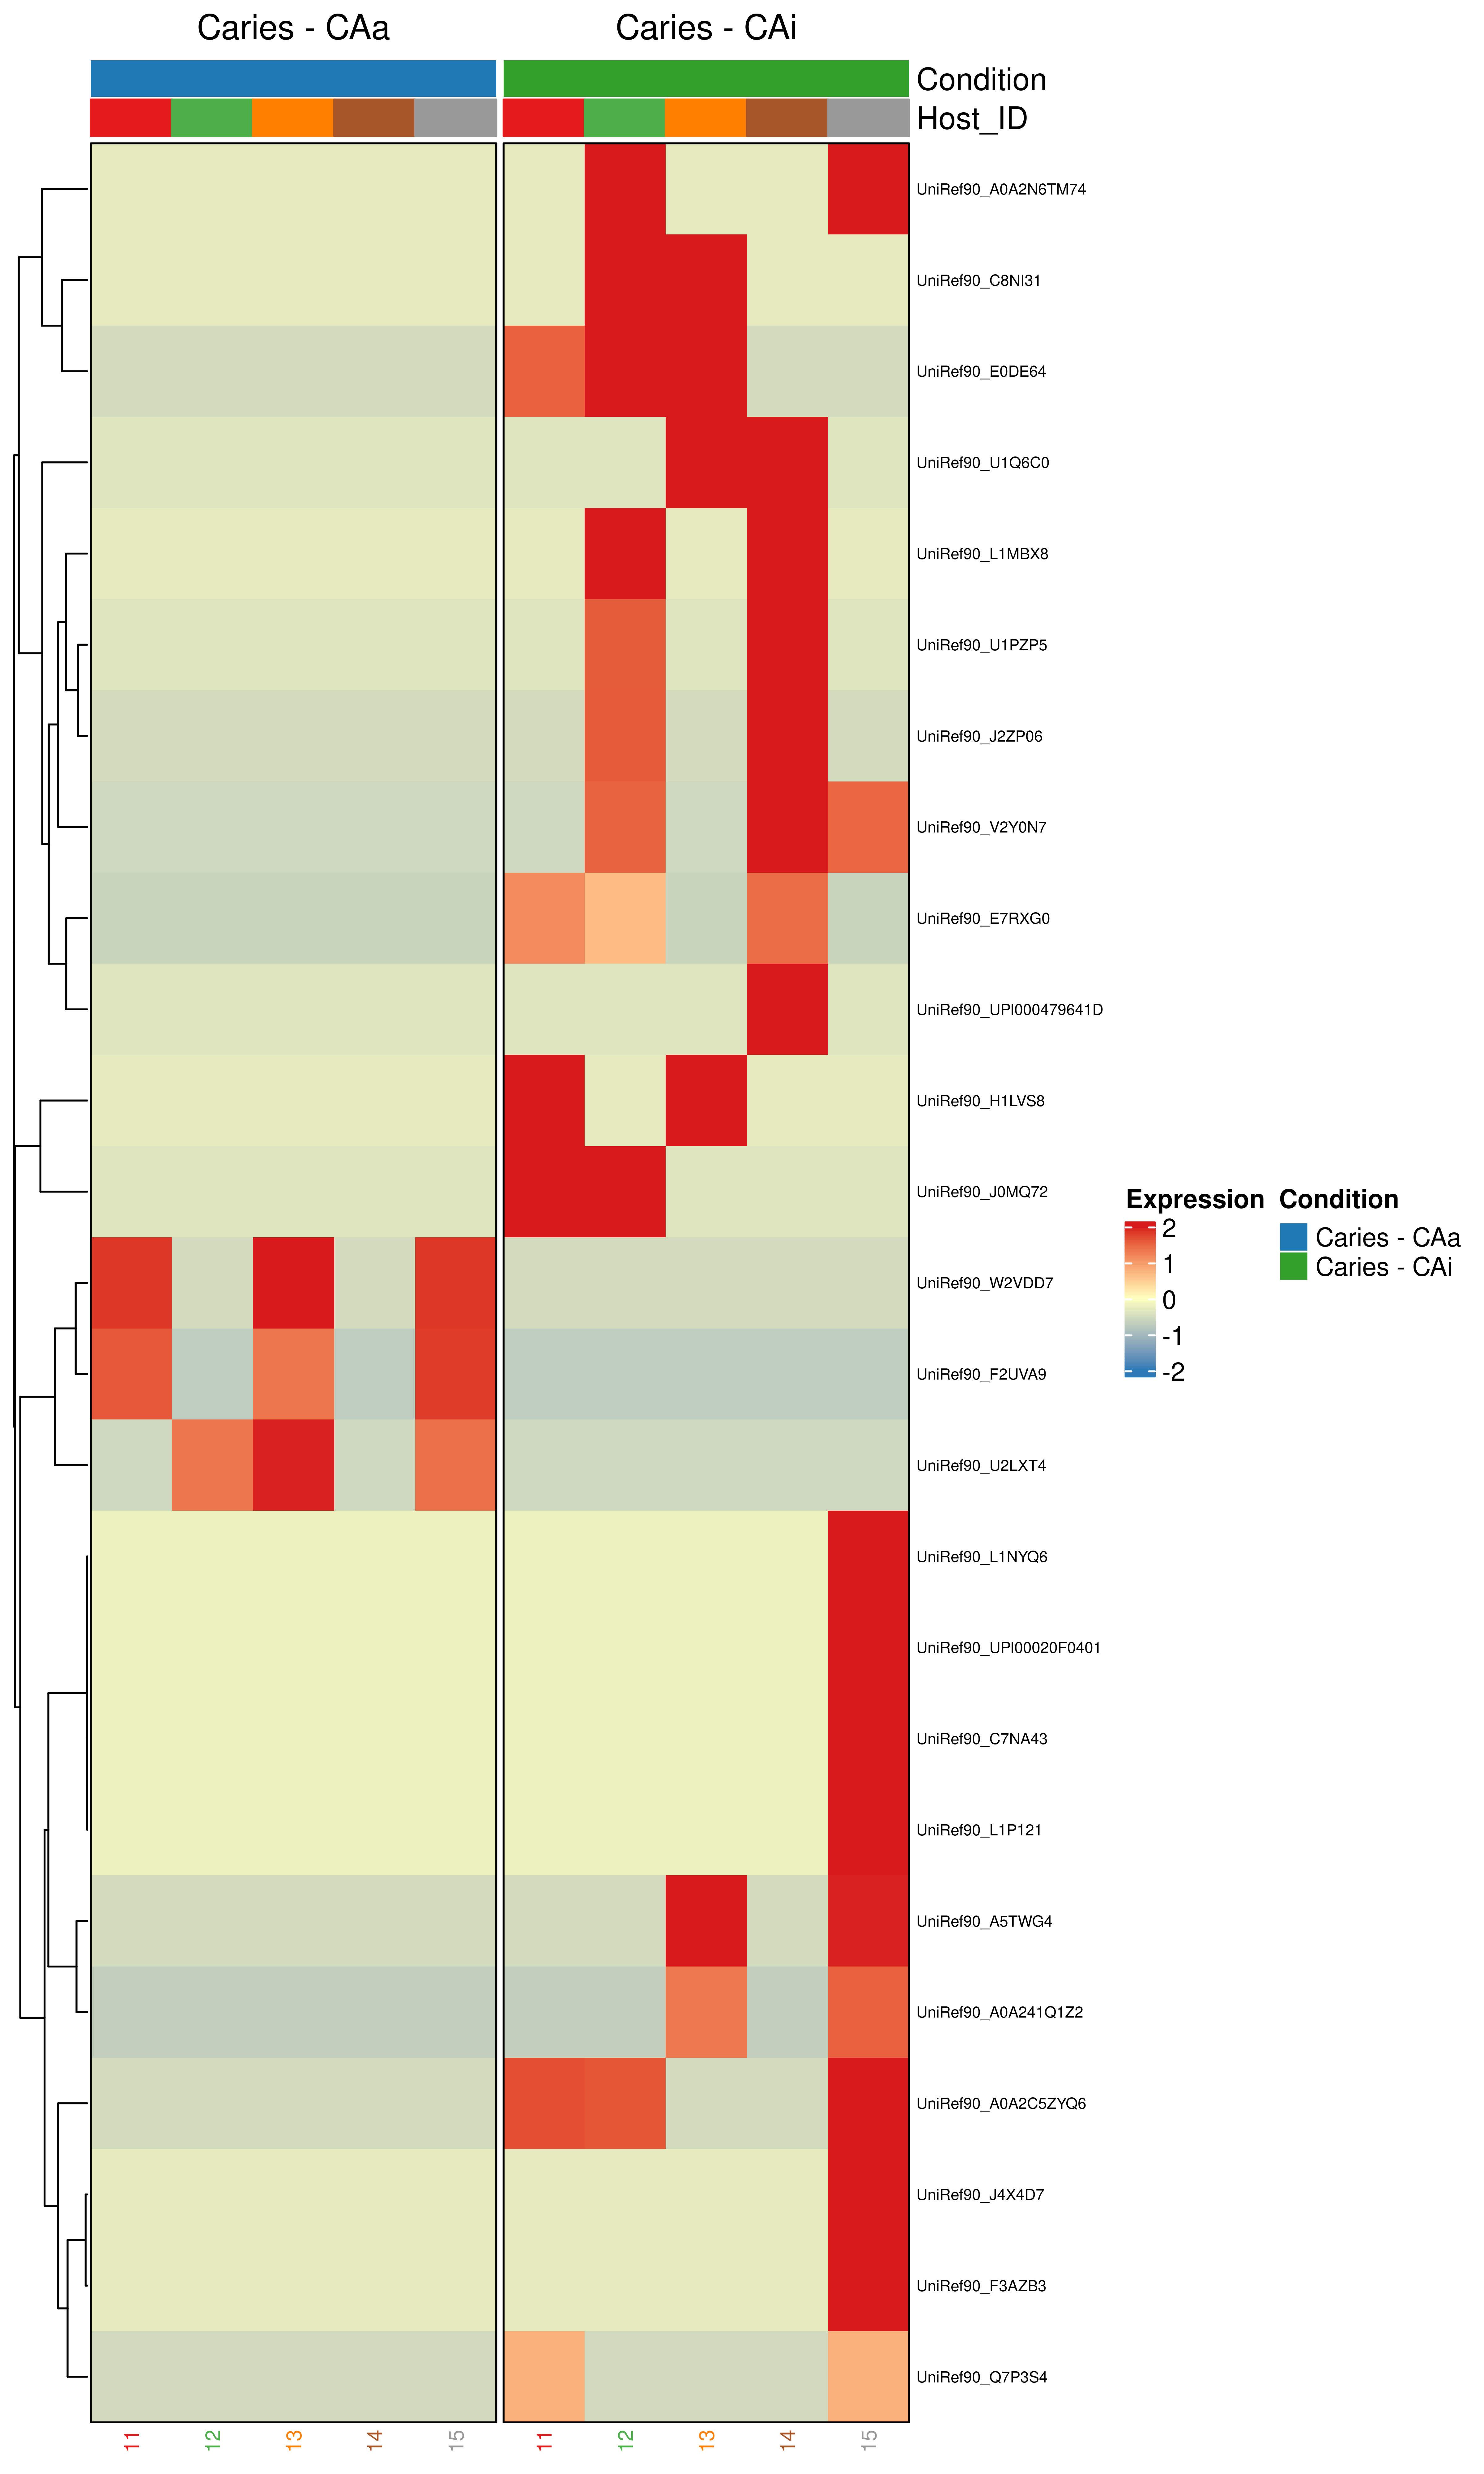 Caries - CAa
Caries - CAi
Condition
Host_ID
UniRef90_A0A2N6TM74
UniRef90_C8NI31
UniRef90_E0DE64
UniRef90_U1Q6C0
UniRef90_L1MBX8
UniRef90_U1PZP5
UniRef90_J2ZP06
UniRef90_V2Y0N7
UniRef90_E7RXG0
UniRef90_UPI000479641D
UniRef90_H1LVS8
UniRef90_J0MQ72
UniRef90_W2VDD7
UniRef90_F2UVA9
UniRef90_U2LXT4
UniRef90_L1NYQ6
UniRef90_UPI00020F0401
UniRef90_C7NA43
UniRef90_L1P121
UniRef90_A5TWG4
UniRef90_A0A241Q1Z2
UniRef90_A0A2C5ZYQ6
UniRef90_J4X4D7
UniRef90_F3AZB3
UniRef90_Q7P3S4
Expression
2
1
0
-1
-2
Condition
Caries - CAa
Caries - CAi
11
12
13
14
15
11
12
13
14
15